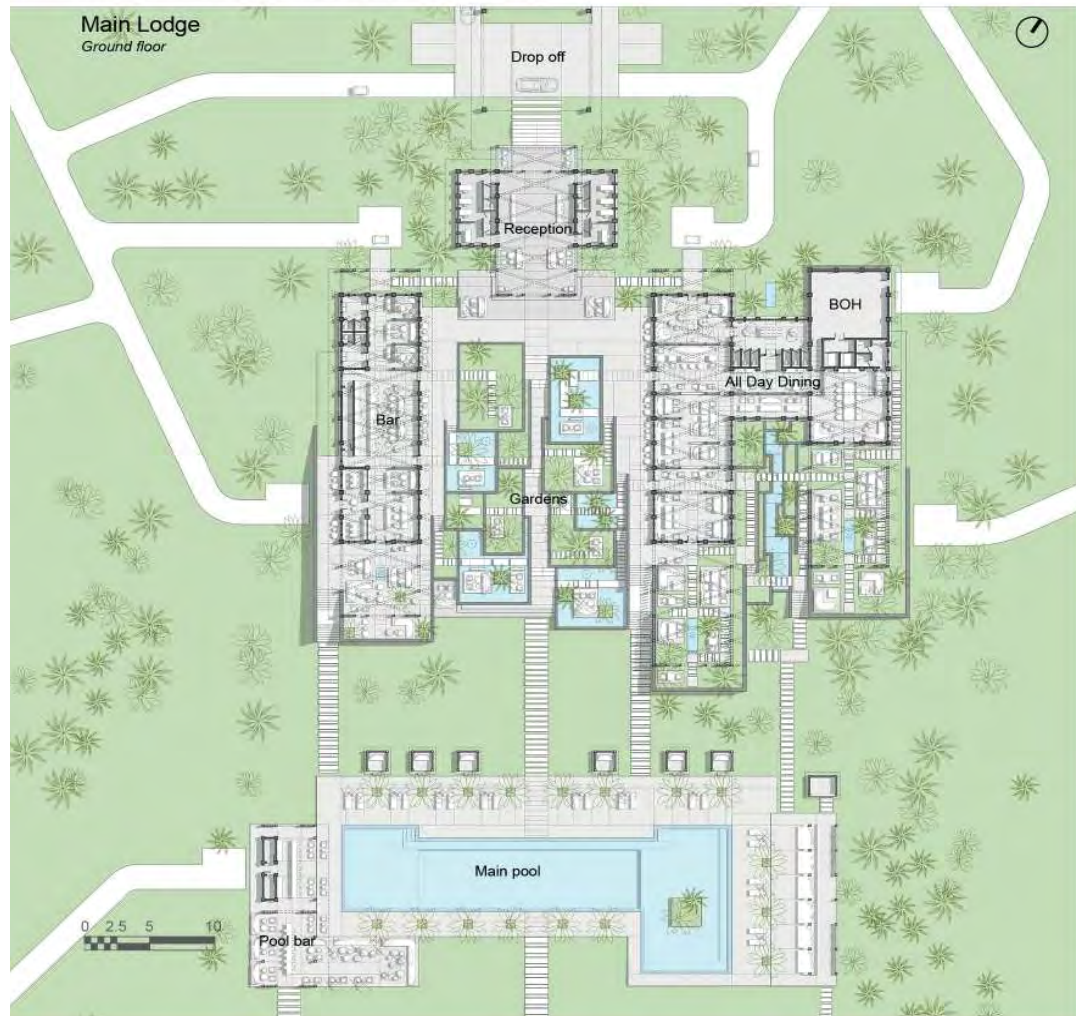 Main Lodge
Ground floor
Drop off
Reception
BOH
All Day Dining
Bar
Gardens
Main pool
0 2.5 5 10
Pool bar